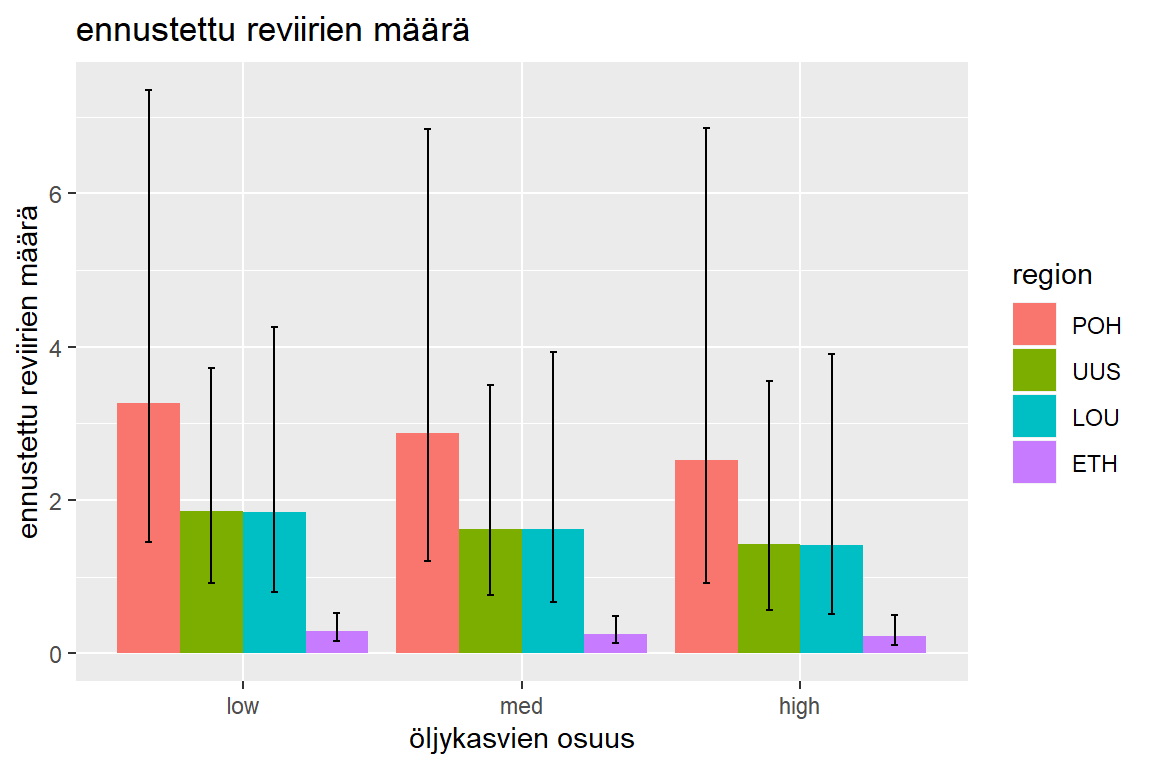 ennustettu reviirien määrä
ennustettu reviirien määrä
6
4
2
0
low med high
öljykasvien osuus
region
POH
UUS
LOU
ETH